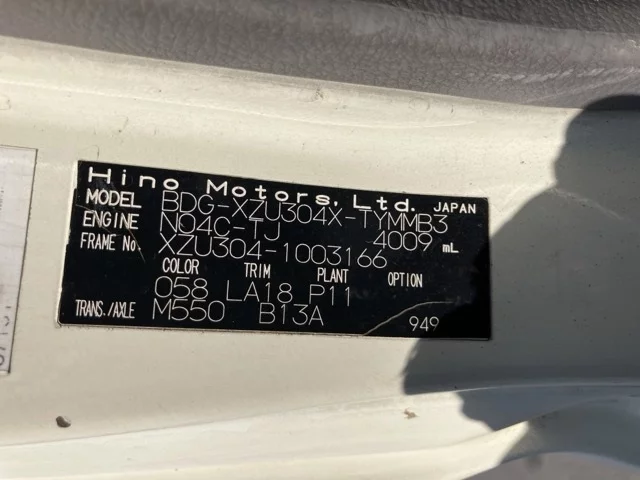 Hino Motors, Ltd. JAPAN
MODEL BDG-XZU304X-TYMMB3
ENGINE N04C-TJ 4009 mL
FRAME No. XZU304-1003166
COLOR TRIM PLANT
058 LA18 P11
TRANS./AXLE M550 B13A 949